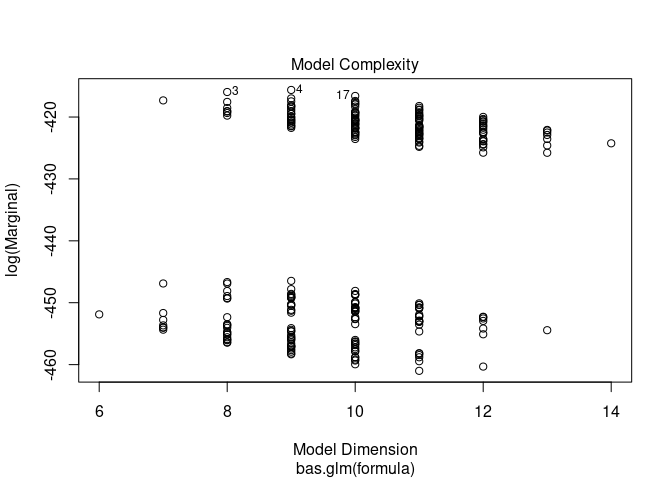 Model Complexity
3
4
17
-420
-430
-440
-450
-460
log(Marginal)
6 8 10 12 14
Model Dimension
bas.glm(formula)